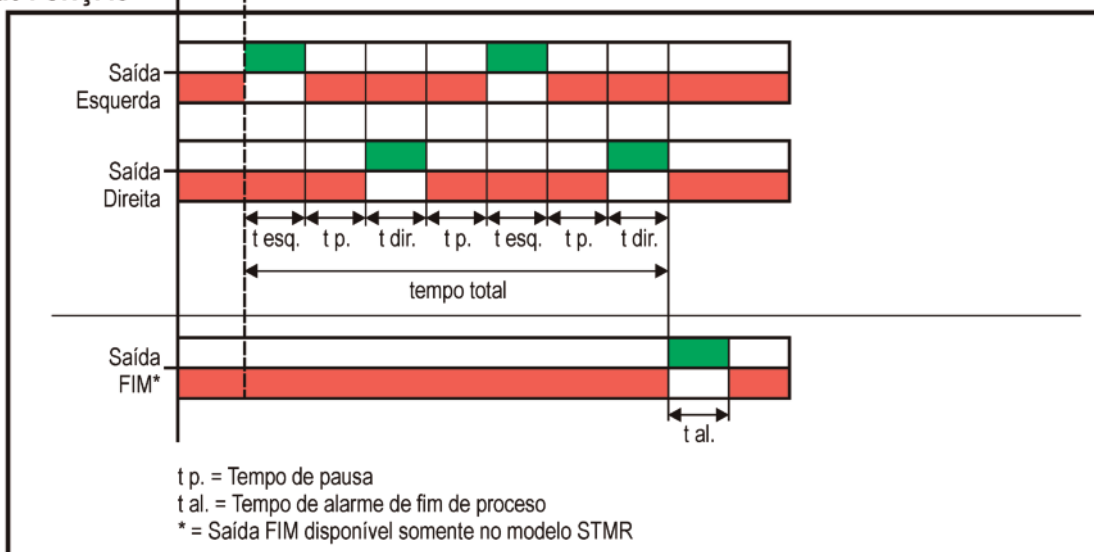 Saída
Esquerda
Saída
Direita
t esq. t p. t dir. t p. t esq. t p. t dir.
tempo total
Saída
FIM*
t al.
t p. = Tempo de pausa
t al. = Tempo de alarme de fim de proceso
* = Saída FIM disponível somente no modelo STMR